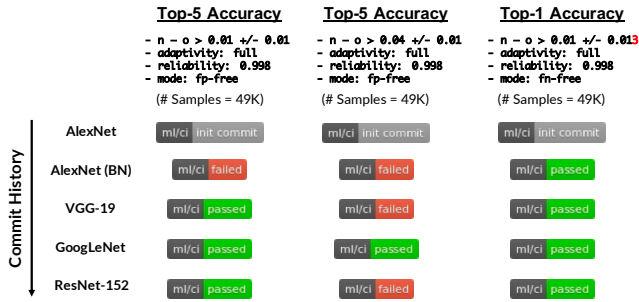 Top-5 Accuracy
- n - o > 0.01 +/- 0.01
- adaptivity: full
- reliability: 0.998
- mode: fp-free
(# Samples = 49K)
Top-5 Accuracy
- n - o > 0.04 +/- 0.01
- adaptivity: full
- reliability: 0.998
- mode: fp-free
(# Samples = 49K)
Top-1 Accuracy
- n - o > 0.01 +/- 0.013
- adaptivity: full
- reliability: 0.998
- mode: fn-free
(# Samples = 49K)
Commit History
AlexNet ml/ci init commit ml/ci init commit ml/ci init commit
AlexNet (BN) ml/ci failed ml/ci failed ml/ci passed
VGG-19 ml/ci passed ml/ci failed ml/ci passed
GoogLeNet ml/ci passed ml/ci passed ml/ci passed
ResNet-152 ml/ci passed ml/ci failed ml/ci passed